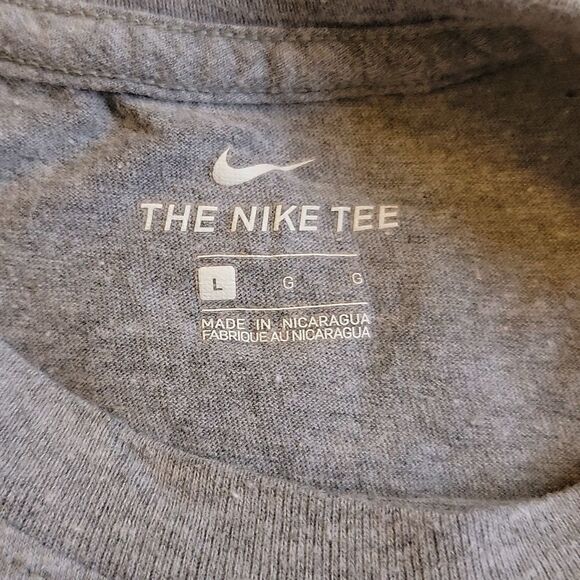 THE NIKE TEE
L G G
MADE IN NICARAGUA
FABRIQUE AU NICARAGUA